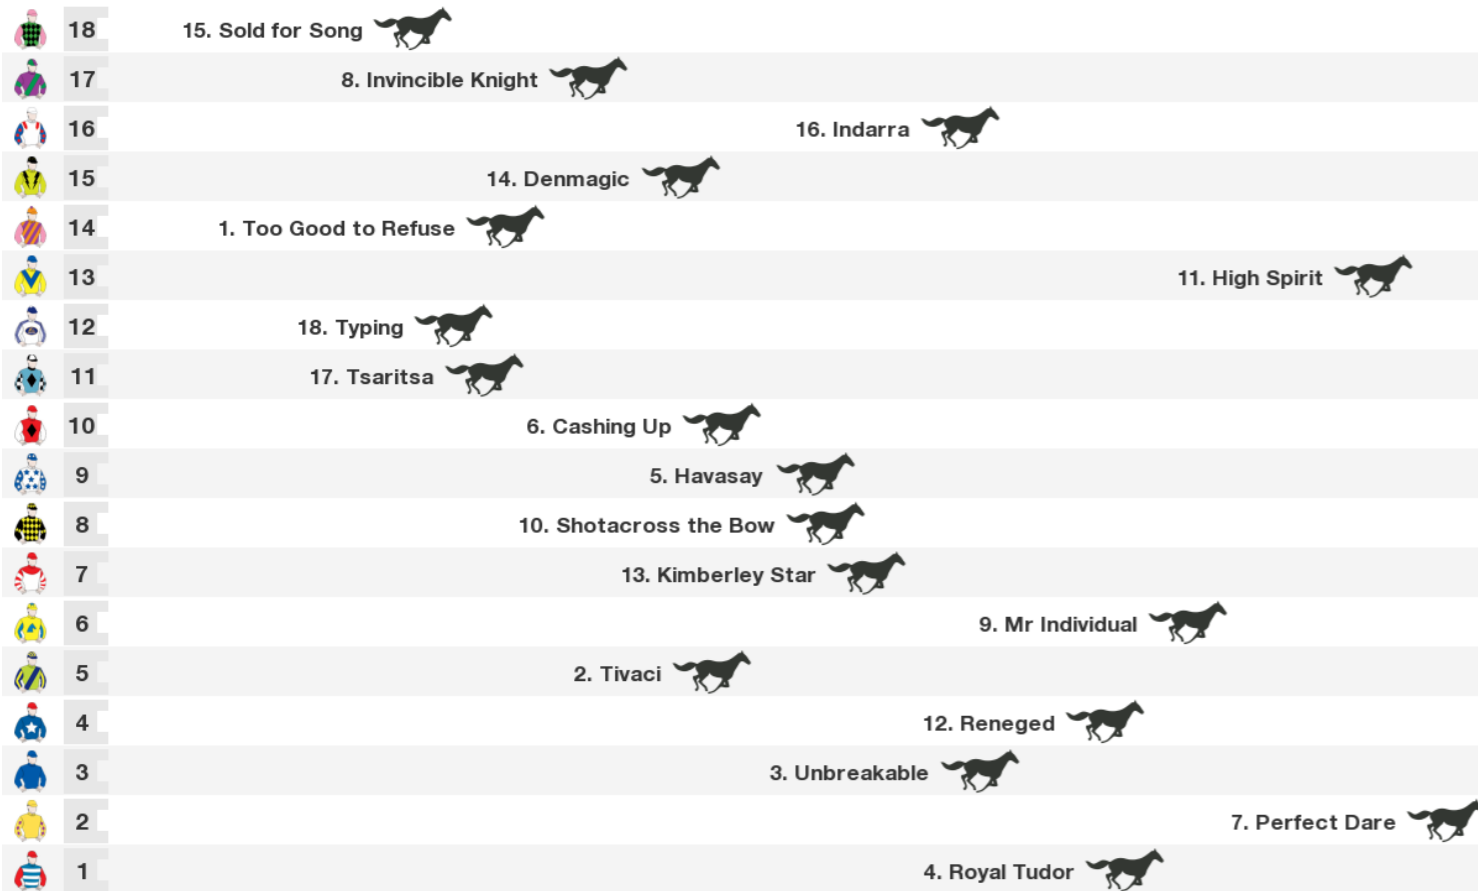 18 15. Sold for Song
17 8. Invincible Knight
16 16. Indarra
15 14. Denmagic
14 1. Too Good to Refuse
13 11. High Spirit
12 18. Typing
11 17. Tsaritsa
10 6. Cashing Up
9 5. Havasay
8 10. Shotacross the Bow
7 13. Kimberley Star
6 9. Mr Individual
5 2. Tivaci
4 12. Reneged
3 3. Unbreakable
2 7. Perfect Dare
1 4. Royal Tudor